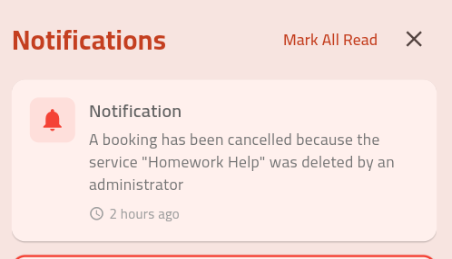 Notifications
Mark All Read
Notification
A booking has been cancelled because the
service "Homework Help" was deleted by an
administrator
2 hours ago